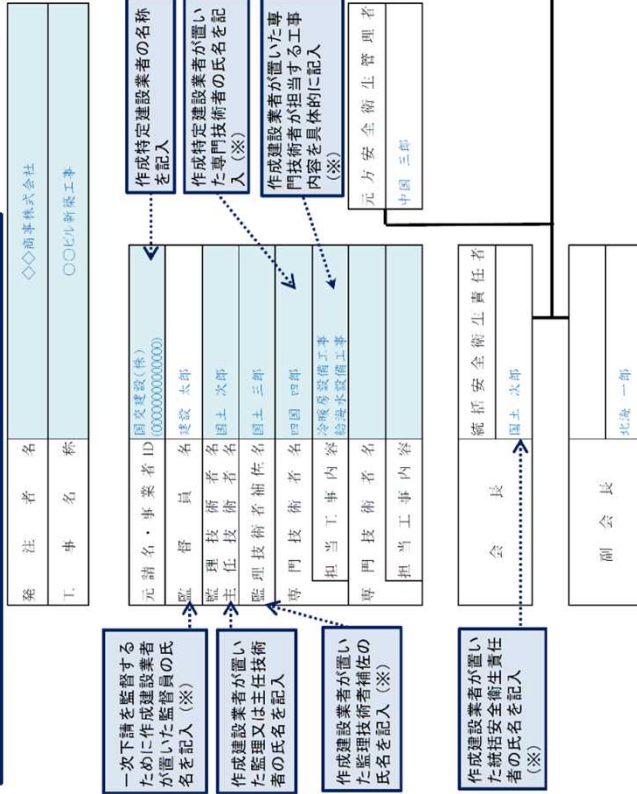 発注者名
◇◇商事株式会社
工事名称
〇〇ビル新築工事
元請名・事業者ID
国交建設(株)
(00000000000000)
監督員名
建設 太郎
監理技術者名
主任技術者名
国土 次郎
監理技術者補佐名
国土 三郎
専門技術者名
四国 四郎
担当工事内容
冷暖房設備工事
給湯水設備工事
専門技術者名
担当工事内容
会長
統括安全衛生責任者
国土 次郎
副会長
北海 一郎
元方安全衛生管理者
中国 三郎
一次下請を監督する
ために作成建設業者
が置いた監督員の氏
名を記入(※)
作成建設業者が置い
た監理又は主任技術
者の氏名を記入
作成建設業者が置い
た監理技術者補佐の
氏名を記入(※)
作成建設業者が置い
た統括安全衛生責任
者の氏名を記入
(※)
作成特定建設業者の名称
を記入
作成特定建設業者が置い
た専門技術者の氏名を記
入(※)
作成建設業者が置いた専
門技術者が担当する工事
内容を具体的に記入
(※)